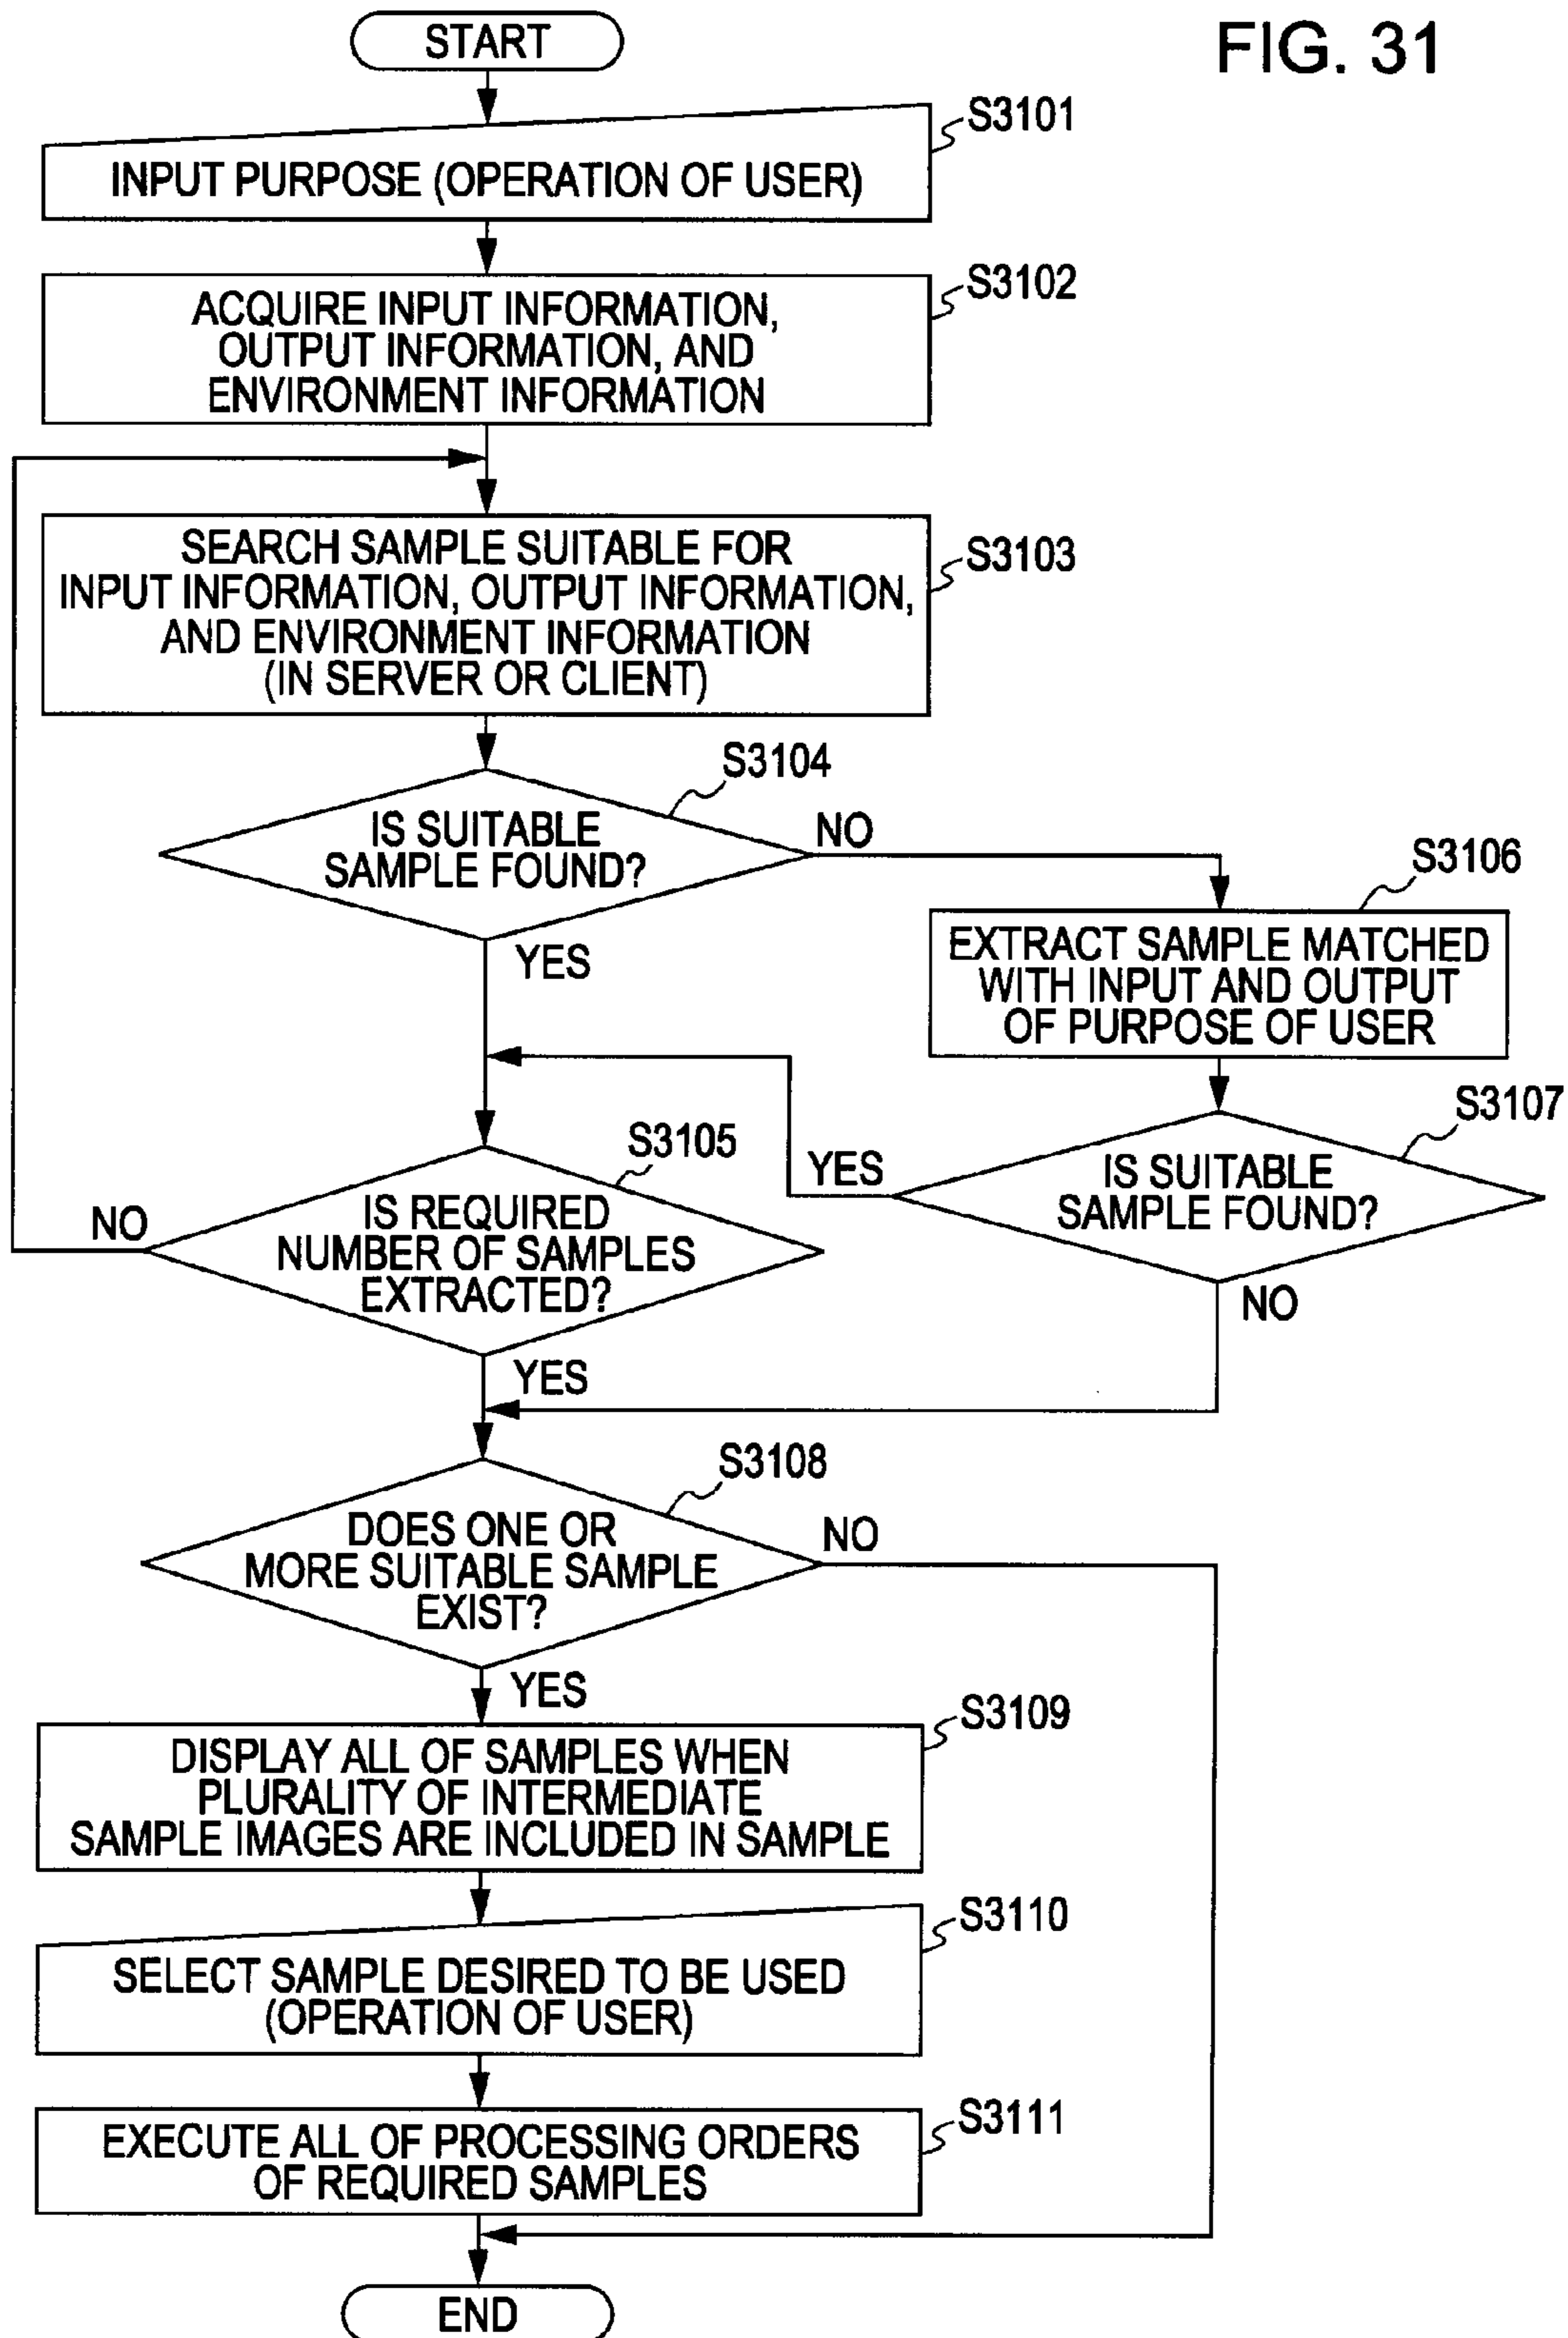 FIG. 31
START
S3101
INPUT PURPOSE (OPERATION OF USER)
S3102
ACQUIRE INPUT INFORMATION,
OUTPUT INFORMATION, AND
ENVIRONMENT INFORMATION
S3103
SEARCH SAMPLE SUITABLE FOR
INPUT INFORMATION, OUTPUT INFORMATION,
AND ENVIRONMENT INFORMATION
(IN SERVER OR CLIENT)
S3104
IS SUITABLE
SAMPLE FOUND?
NO
YES
S3106
EXTRACT SAMPLE MATCHED
WITH INPUT AND OUTPUT
OF PURPOSE OF USER
S3107
IS SUITABLE
SAMPLE FOUND?
YES
NO
S3105
IS REQUIRED
NUMBER OF SAMPLES
EXTRACTED?
NO
YES
S3108
DOES ONE OR
MORE SUITABLE SAMPLE
EXIST?
NO
YES
S3109
DISPLAY ALL OF SAMPLES WHEN
PLURALITY OF INTERMEDIATE
SAMPLE IMAGES ARE INCLUDED IN SAMPLE
S3110
SELECT SAMPLE DESIRED TO BE USED
(OPERATION OF USER)
S3111
EXECUTE ALL OF PROCESSING ORDERS
OF REQUIRED SAMPLES
END